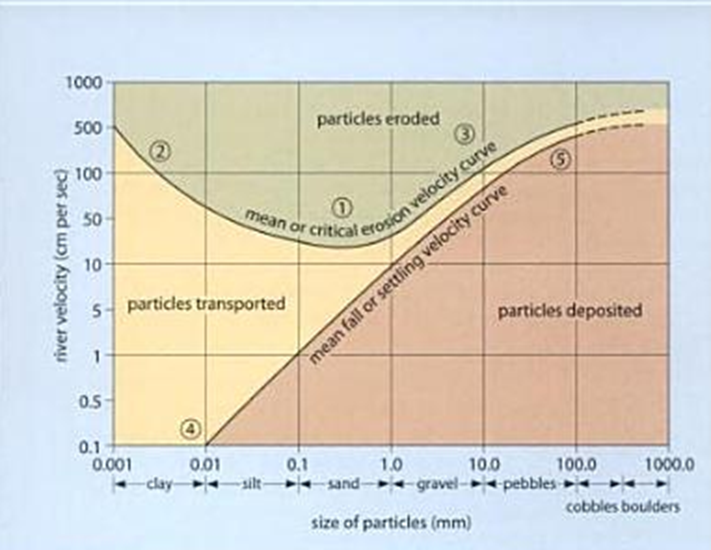 1000
500
100
50
10
5
1
0.5
0.1
river velocity (cm per sec)
particles eroded
③
②
①
⑤
④
mean or critical erosion velocity curve
mean fall or settling velocity curve
particles transported
particles deposited
0.001 0.01 0.1 1.0 10.0 100.0 1000.0
clay silt sand gravel pebbles
cobbles boulders
size of particles (mm)